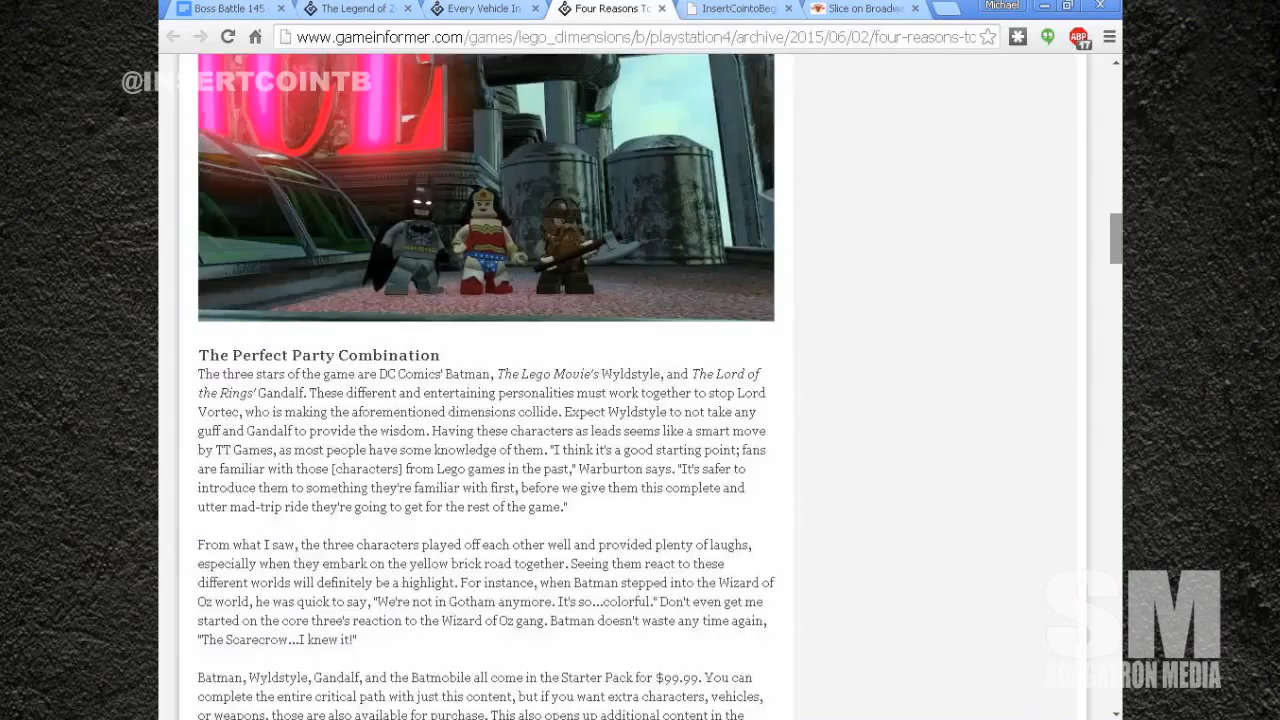 Boss Battle 145
The Legend of Z
Every Vehicle In
Four Reasons To
InsertCointoBeg
Slice on Broadwa
Michael
www.gameinformer.com/games/lego_dimensions/b/playstation4/archive/2015/06/02/four-reasons-to
ABP
17
@INSERTCOINTB
The Perfect Party Combination
The three stars of the game are DC Comics' Batman, The Lego Movie's Wyldstyle, and The Lord of
the Rings' Gandalf. These different and entertaining personalities must work together to stop Lord
Vortec, who is making the aforementioned dimensions collide. Expect Wyldstyle to not take any
guff and Gandalf to provide the wisdom. Having these characters as leads seems like a smart move
by TT Games, as most people have some knowledge of them. "I think it's a good starting point; fans
are familiar with those [characters] from Lego games in the past," Warburton says. "It's safer to
introduce them to something they're familiar with first, before we give them this complete and
utter mad-trip ride they're going to get for the rest of the game."
From what I saw, the three characters played off each other well and provided plenty of laughs,
especially when they embark on the yellow brick road together. Seeing them react to these
different worlds will definitely be a highlight. For instance, when Batman stepped into the Wizard of
Oz world, he was quick to say, "We're not in Gotham anymore. It's so...colorful." Don't even get me
started on the core three's reaction to the Wizard of Oz gang. Batman doesn't waste any time again,
"The Scarecrow...I knew it!"
Batman, Wyldstyle, Gandalf, and the Batmobile all come in the Starter Pack for $99.99. You can
complete the entire critical path with just this content, but if you want extra characters, vehicles,
or weapons, those are also available for purchase. This also opens up additional content in the
SM
MEDIA